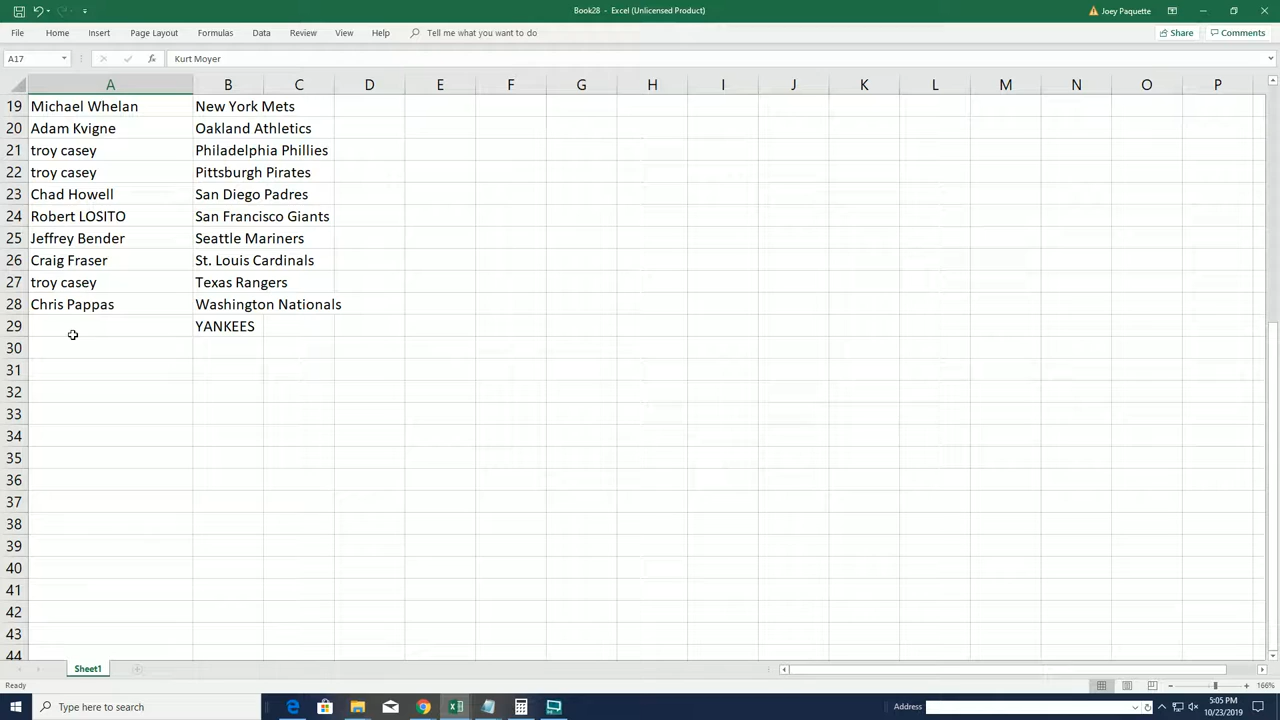 Book28 - Excel (Unlicensed Product)
Joey Paquette
File Home Insert Page Layout Formulas Data Review View Help Tell me what you want to do Share Comments
A17 fx Kurt Moyer
A B C D E F G H I J K L M N O P
19 Michael Whelan New York Mets
20 Adam Kvigne Oakland Athletics
21 troy casey Philadelphia Phillies
22 troy casey Pittsburgh Pirates
23 Chad Howell San Diego Padres
24 Robert LOSITO San Francisco Giants
25 Jeffrey Bender Seattle Mariners
26 Craig Fraser St. Louis Cardinals
27 troy casey Texas Rangers
28 Chris Pappas Washington Nationals
29 YANKEES
30
31
32
33
34
35
36
37
38
39
40
41
42
43
44
Sheet1
Ready 166%
Type here to search Address 5:05 PM
10/23/2019